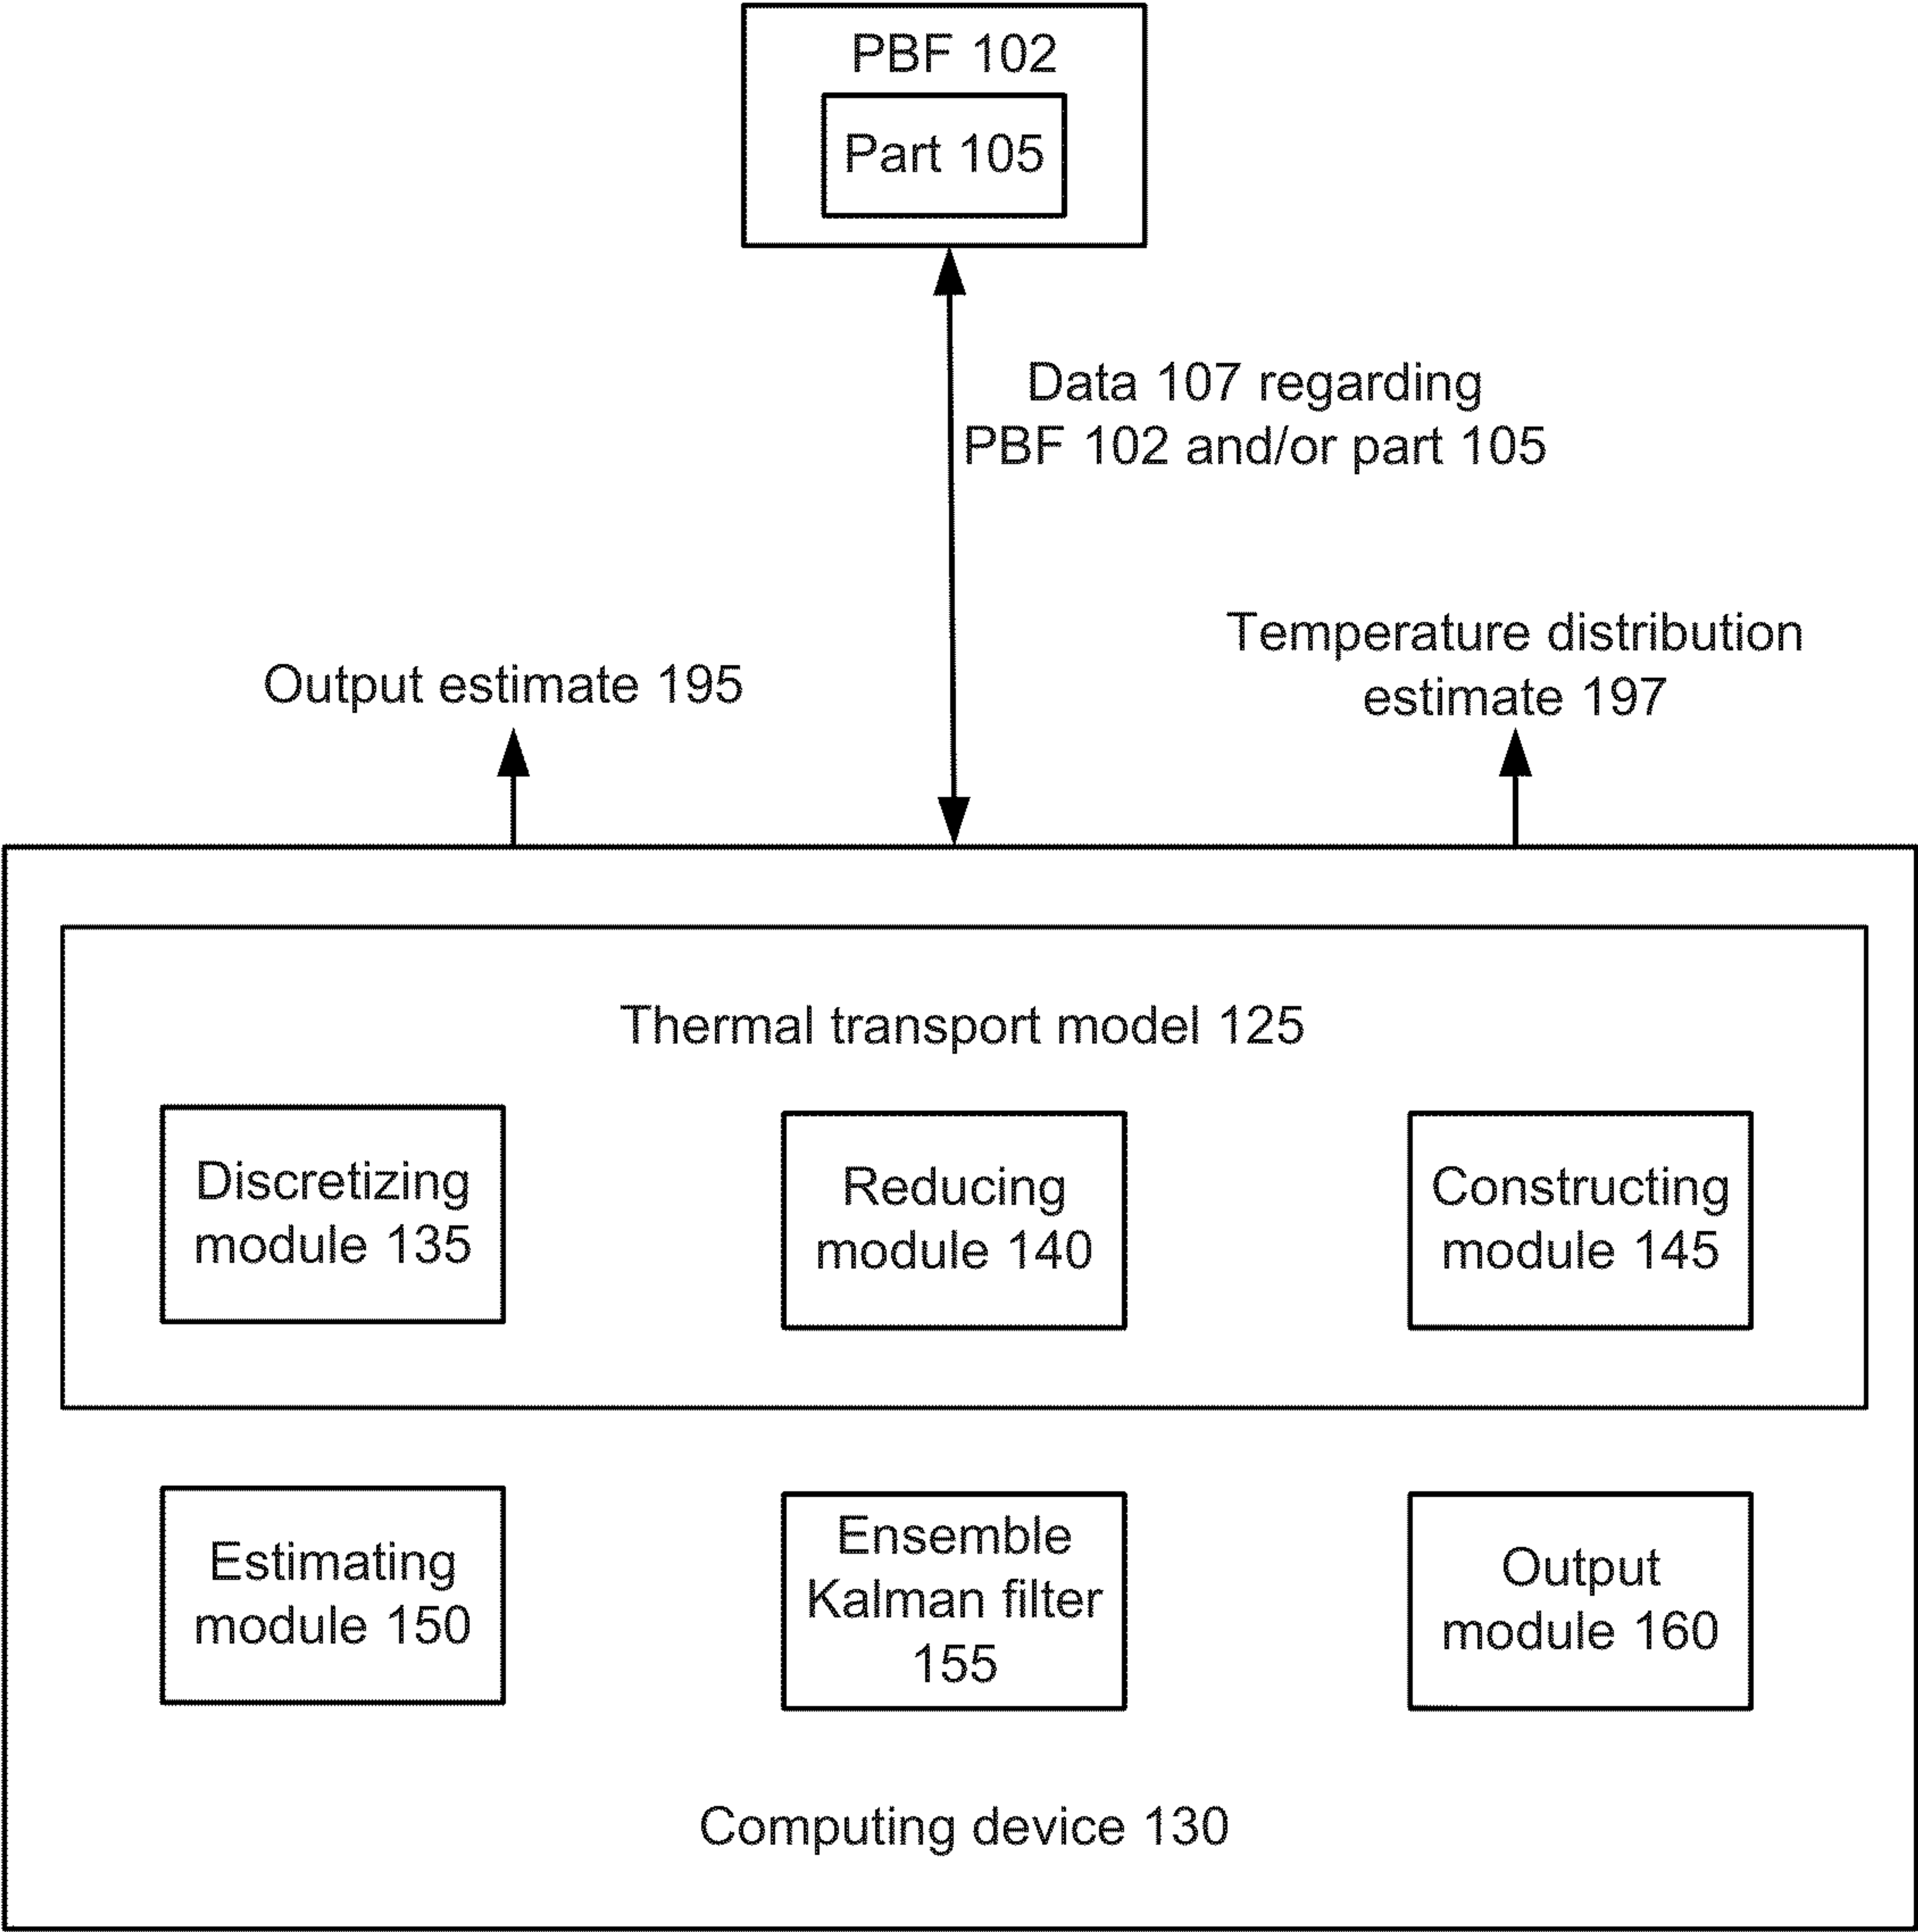 PBF 102
Part 105
Data 107 regarding
PBF 102 and/or part 105
Output estimate 195
Temperature distribution
estimate 197
Thermal transport model 125
Discretizing
module 135
Reducing
module 140
Constructing
module 145
Estimating
module 150
Ensemble
Kalman filter
155
Output
module 160
Computing device 130